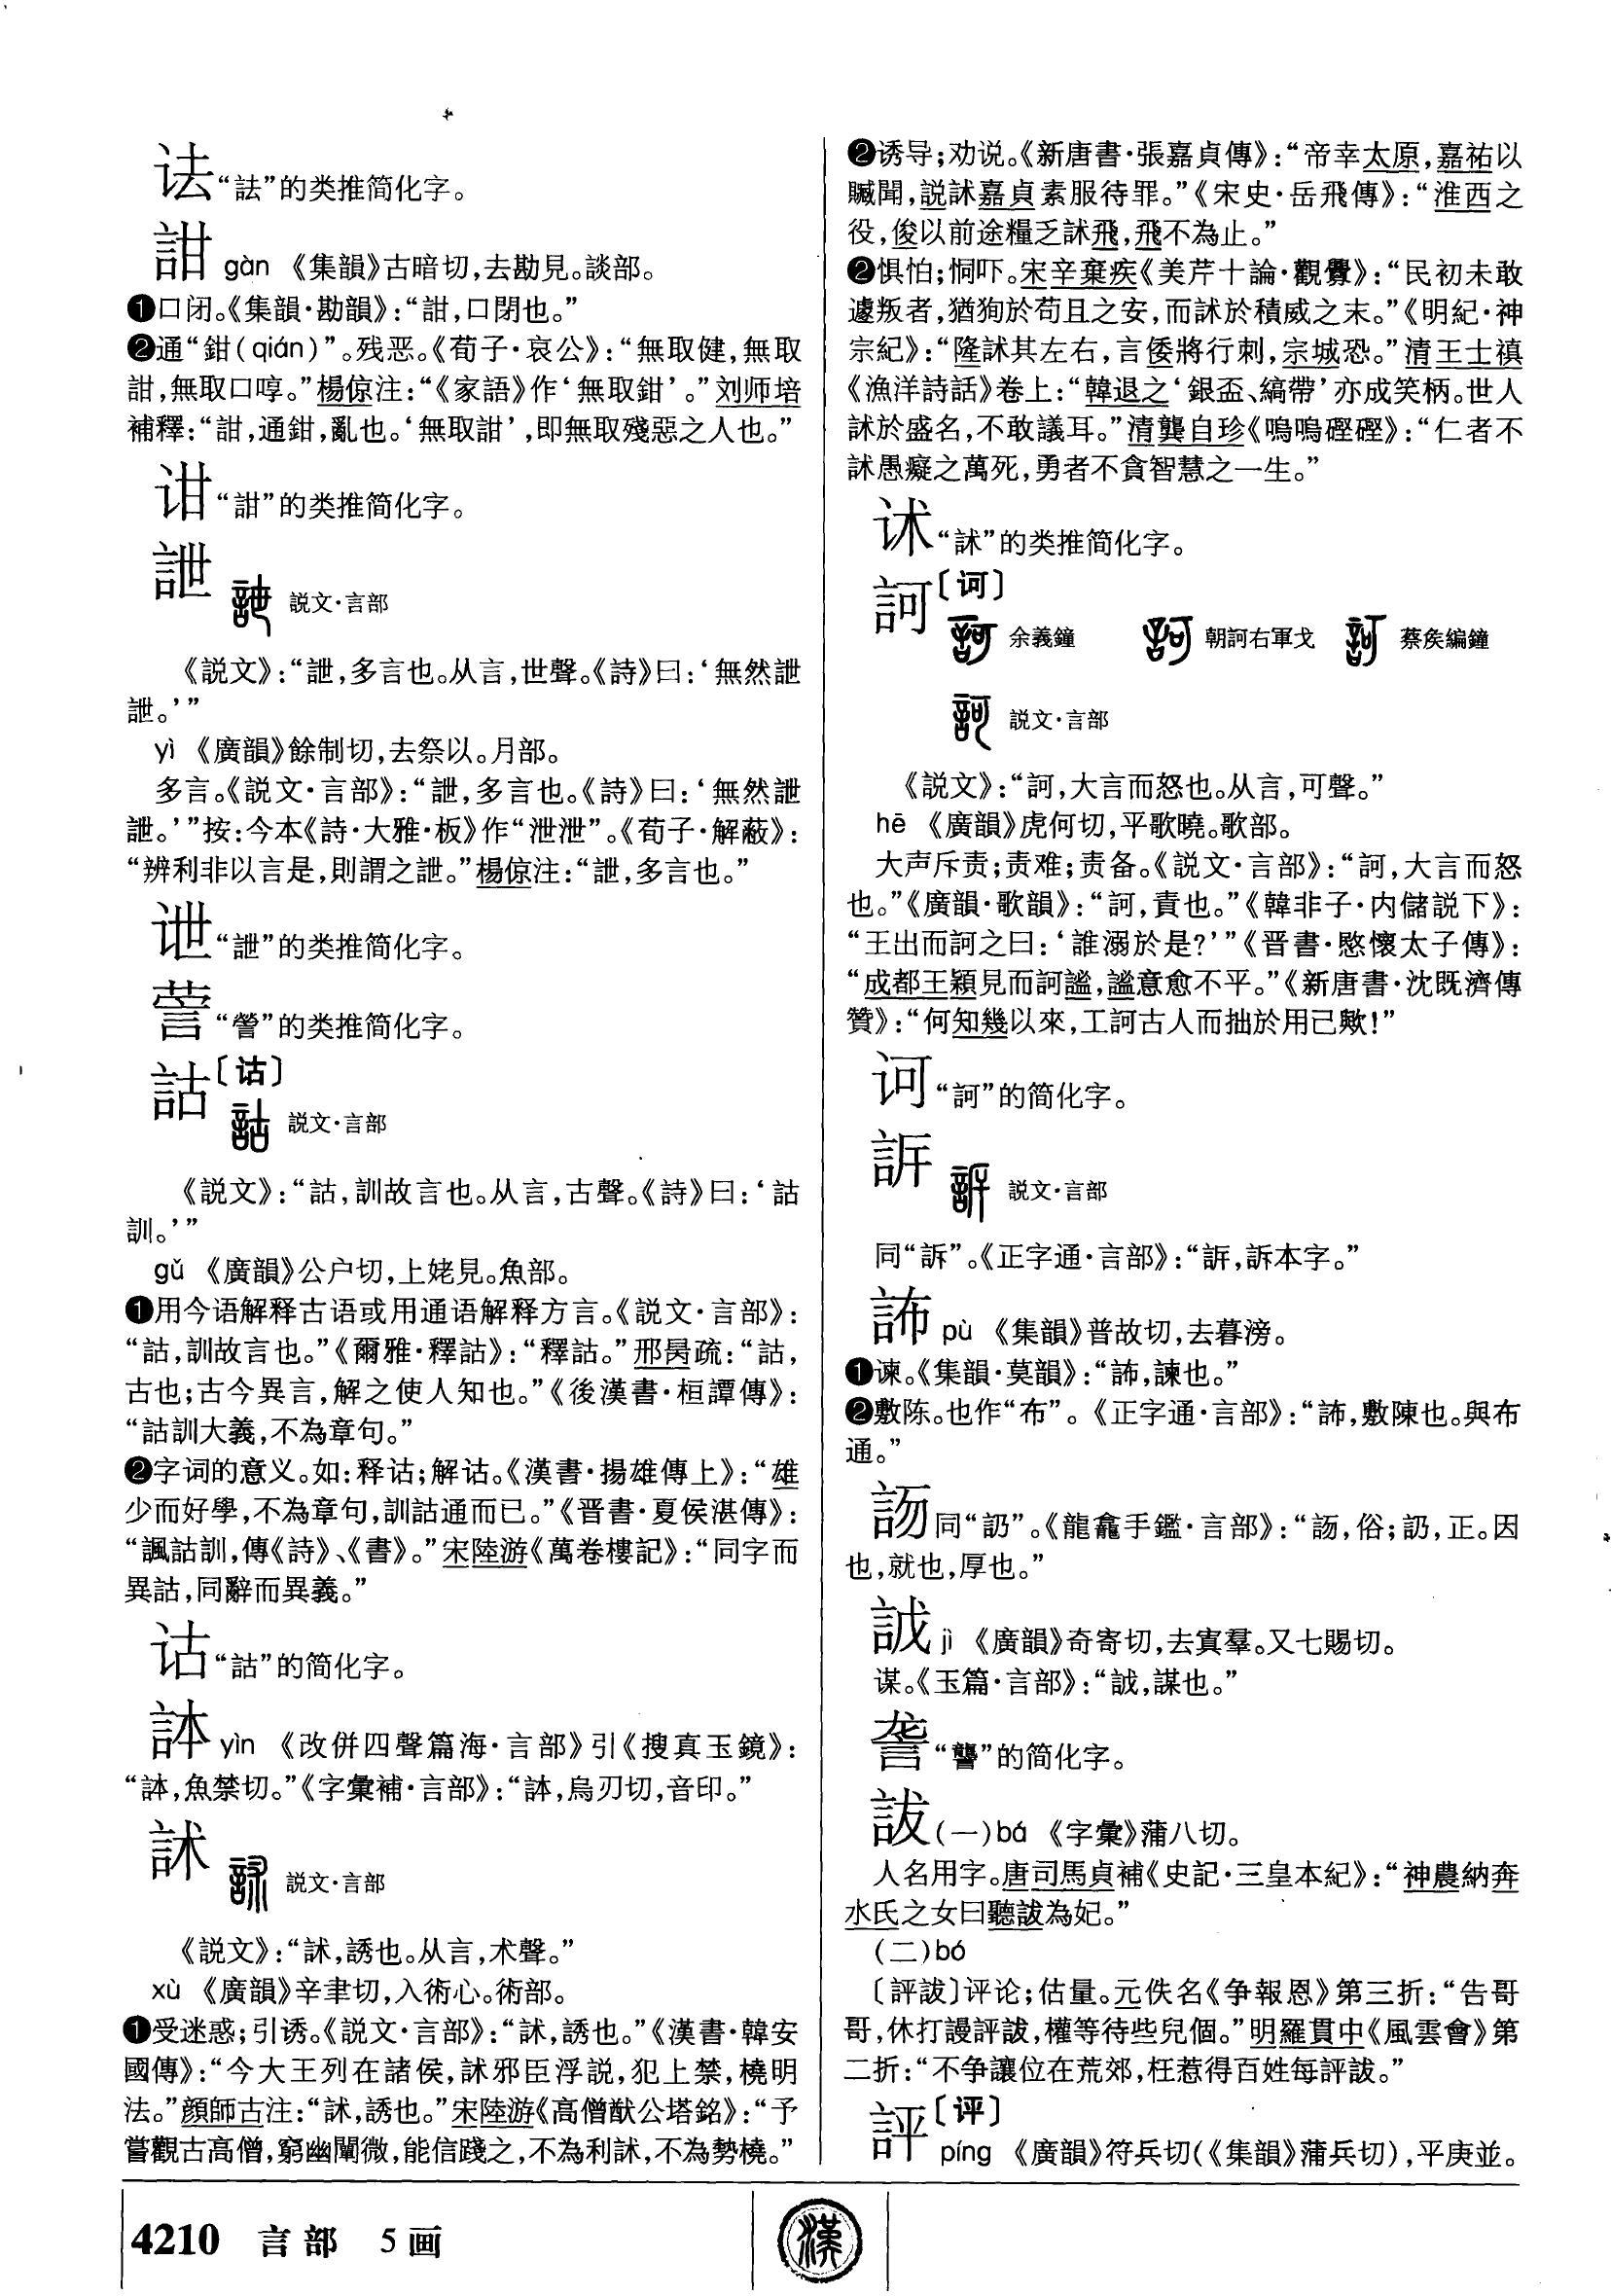 𬣙“詓”的类推简化字。
詌 gàn 《集韻》古暗切，去勘見。談部。
❶口闭。《集韻·勘韻》：“詌，口閉也。”
❷通“鉗(qián)”。残恶。《荀子·哀公》：“無取健，無取
詌，無取口啍。”楊倞注：“《家語》作‘無取鉗’。”刘师培
補釋：“詌，通鉗，亂也。‘無取詌’，即無取殘惡之人也。”
“詌”的类推简化字。
詍
説文·言部
《説文》：“詍，多言也。从言，世聲。《詩》曰：‘無然詍
詍。’”
yì 《廣韻》餘制切，去祭以。月部。
多言。《説文·言部》：“詍，多言也。《詩》曰：‘無然詍
詍。’”按：今本《詩·大雅·板》作“泄泄”。《荀子·解蔽》：
“辨利非以言是，則謂之詍。”楊倞注：“詍，多言也。”
“詍”的类推简化字。
“謍”的类推简化字。
詁〔诂〕
説文·言部
《説文》：“詁，訓故言也。从言，古聲。《詩》曰：‘詁
訓。’”
gǔ 《廣韻》公户切，上姥見。魚部。
❶用今语解释古语或用通语解释方言。《説文·言部》：
“詁，訓故言也。”《爾雅·釋詁》：“釋詁。”邢昺疏：“詁，
古也；古今異言，解之使人知也。”《後漢書·桓譚傳》：
“詁訓大義，不為章句。”
❷字词的意义。如：释诂；解诂。《漢書·揚雄傳上》：“雄
少而好學，不為章句，訓詁通而已。”《晋書·夏侯湛傳》：
“諷詁訓，傳《詩》、《書》。”宋陸游《萬卷樓記》：“同字而
異詁，同辭而異義。”
诂“詁”的简化字。
䚱 yìn 《改併四聲篇海·言部》引《搜真玉鏡》：
“䚱，魚禁切。”《字彙補·言部》：“䚱，烏刃切，音印。”
訹
説文·言部
《説文》：“訹，誘也。从言，术聲。”
xù 《廣韻》辛聿切，入術心。術部。
❶受迷惑；引诱。《説文·言部》：“訹，誘也。”《漢書·韓安
國傳》：“今大王列在諸侯，訹邪臣浮説，犯上禁，橈明
法。”顔師古注：“訹，誘也。”宋陸游《高僧猷公塔銘》：“予
嘗觀古高僧，窮幽闡微，能信踐之，不為利訹，不為勢橈。”
❷诱导；劝说。《新唐書·張嘉貞傳》：“帝幸太原，嘉祐以
贓聞，説訹嘉貞素服待罪。”《宋史·岳飛傳》：“淮西之
役，俊以前途糧乏訹飛，飛不為止。”
❷惧怕；恫吓。宋辛棄疾《美芹十論·觀釁》：“民初未敢
遽叛者，猶狥於苟且之安，而訹於積威之末。”《明紀·神
宗紀》：“隆訹其左右，言倭將行刺，宗城恐。”清王士禛
《漁洋詩話》卷上：“韓退之‘銀盃、縞帶’亦成笑柄。世人
訹於盛名，不敢議耳。”清龔自珍《嗚嗚硜硜》：“仁者不
訹愚癡之萬死，勇者不貪智慧之一生。”
“訹”的类推简化字。
訶〔诃〕
余義鐘 朝訶右軍戈 蔡矦編鐘
説文·言部
《説文》：“訶，大言而怒也。从言，可聲。”
hē 《廣韻》虎何切，平歌曉。歌部。
大声斥责；责难；责备。《説文·言部》：“訶，大言而怒
也。”《廣韻·歌韻》：“訶，責也。”《韓非子·内儲説下》：
“王出而訶之曰：‘誰溺於是？’”《晋書·愍懷太子傳》：
“成都王穎見而訶謐，謐意愈不平。”《新唐書·沈既濟傳
贊》：“何知幾以來，工訶古人而拙於用已歟！”
诃“訶”的简化字。
䛀
説文·言部
同“訴”。《正字通·言部》：“䛀，訴本字。”
誧 pù 《集韻》普故切，去暮滂。
❶谏。《集韻·莫韻》：“，諫也。”
❷敷陈。也作“布”。《正字通·言部》：“，敷陳也。與布
通。”
同“訒”。《龍龕手鑑·言部》：“，俗；訒，正。因
也，就也，厚也。”
jì 《廣韻》奇寄切，去寘羣。又七賜切。
谋。《玉篇·言部》：“，謀也。”
詟“讋”的简化字。
詙(一)bá 《字彙》蒲八切。
人名用字。唐司馬貞補《史記·三皇本紀》：“神農納奔
水氏之女曰聽詙為妃。”
(二)bó
〔評詙〕评论；估量。元佚名《争報恩》第三折：“告哥
哥，休打謾評詙，權等待些兒個。”明羅貫中《風雲會》第
二折：“不争讓位在荒郊，枉惹得百姓每評詙。”
評〔评〕
píng 《廣韻》符兵切(《集韻》蒲兵切)，平庚並。
4210 言部 5画
漢